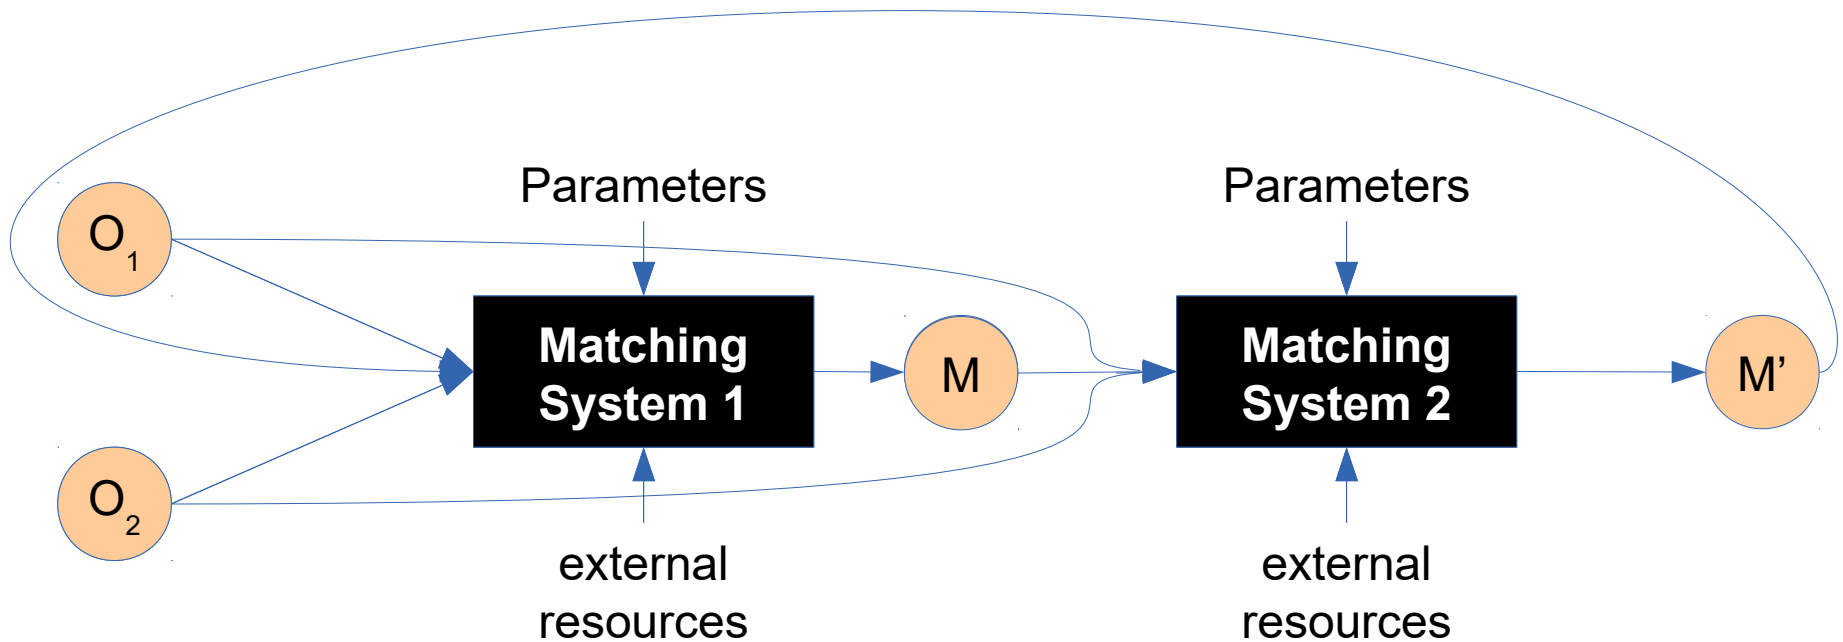 Parameters
Parameters
O1
Matching
System 1
M
Matching
System 2
M’
O2
external
resources
external
resources